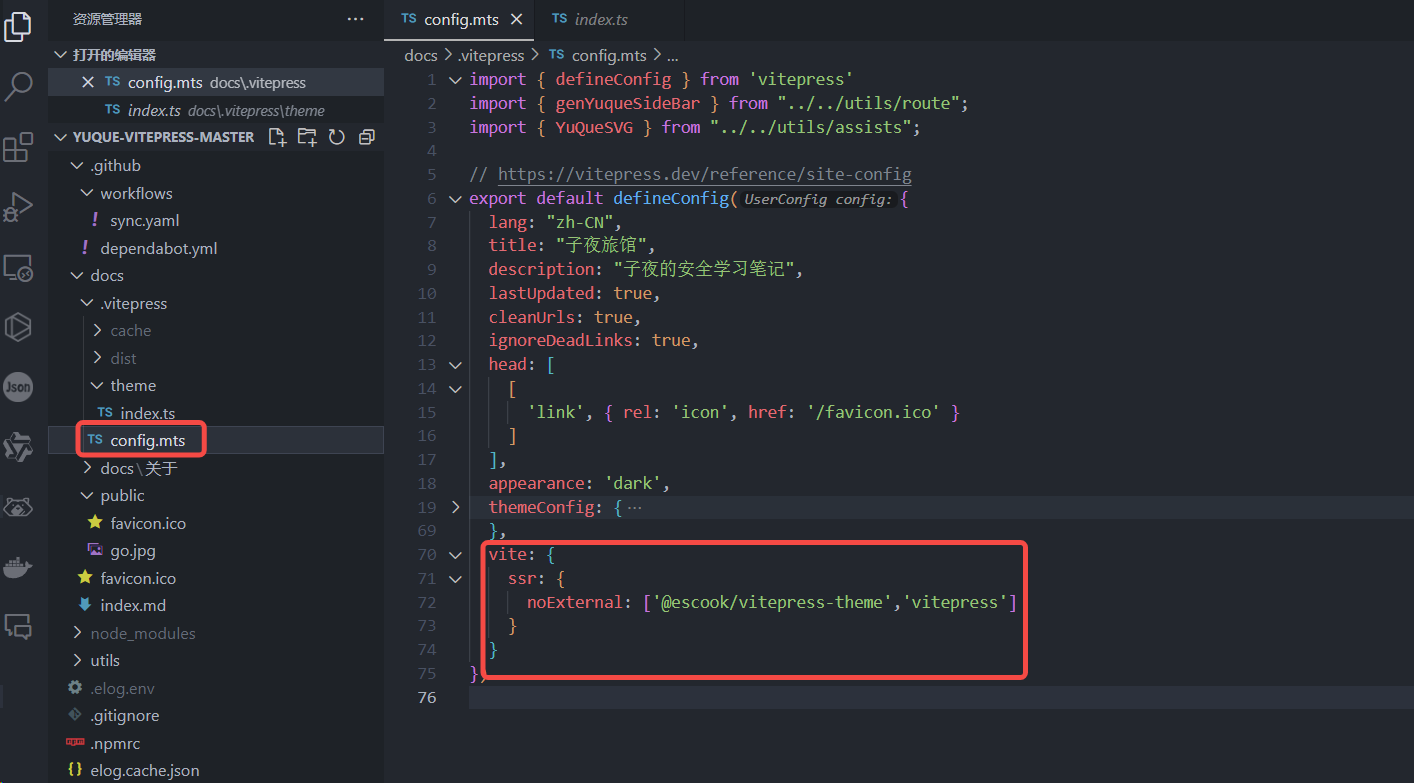 资源管理器
打开的编辑器
TS config.mts docs\.vitepress
TS index.ts docs\.vitepress\theme
YUQUE-VITEPRESS-MASTER
.github
workflows
! sync.yaml
! dependabot.yml
docs
.vitepress
cache
dist
theme
TS index.ts
TS config.mts
docs\关于
public
favicon.ico
go.jpg
favicon.ico
index.md
node_modules
utils
.elog.env
.gitignore
npm .npmrc
{} elog.cache.json
Json
TS config.mts
TS index.ts
docs > .vitepress > TS config.mts > ...
1 import { defineConfig } from 'vitepress'
2 import { genYuqueSideBar } from "../../utils/route";
3 import { YuQueSVG } from "../../utils/assists";
4
5 // https://vitepress.dev/reference/site-config
6 export default defineConfig( UserConfig config: {
7 lang: "zh-CN",
8 title: "子夜旅馆",
9 description: "子夜的安全学习笔记",
10 lastUpdated: true,
11 cleanUrls: true,
12 ignoreDeadLinks: true,
13 head: [
14 [
15 'link', { rel: 'icon', href: '/favicon.ico' }
16 ]
17 ],
18 appearance: 'dark',
19 themeConfig: { ...
69 },
70 vite: {
71 ssr: {
72 noExternal: ['@escook/vitepress-theme','vitepress']
73 }
74 }
75 })
76